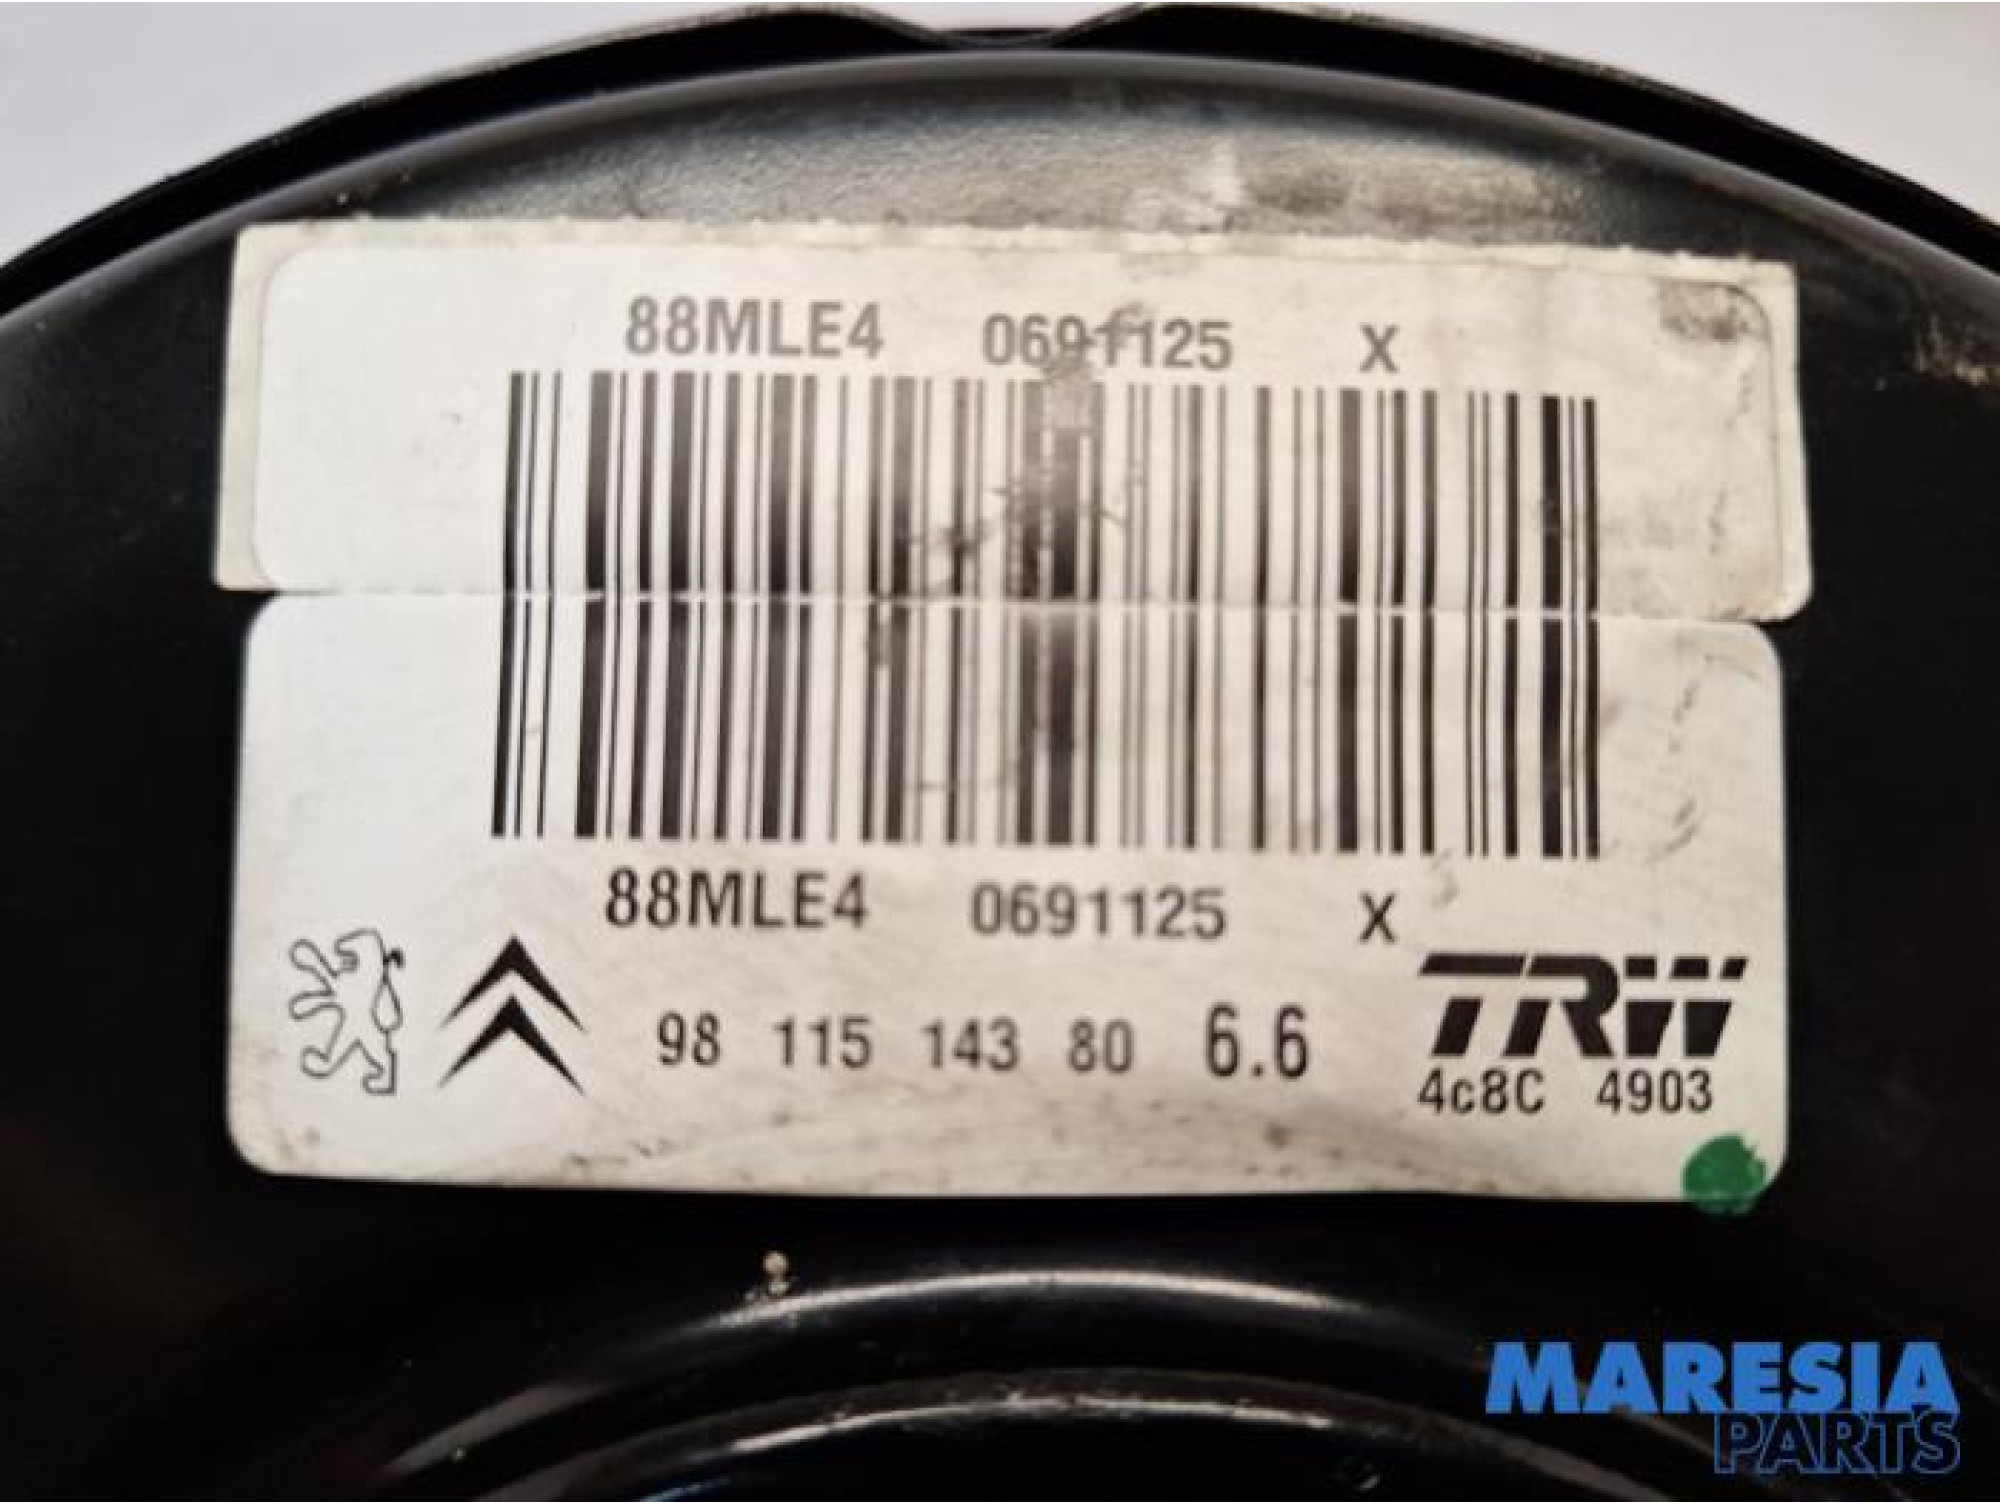 88MLE4 0691125 X
88MLE4 0691125 X
98 115 143 80 6.6
TRW
4c8C 4903
MARESIA
PARTS